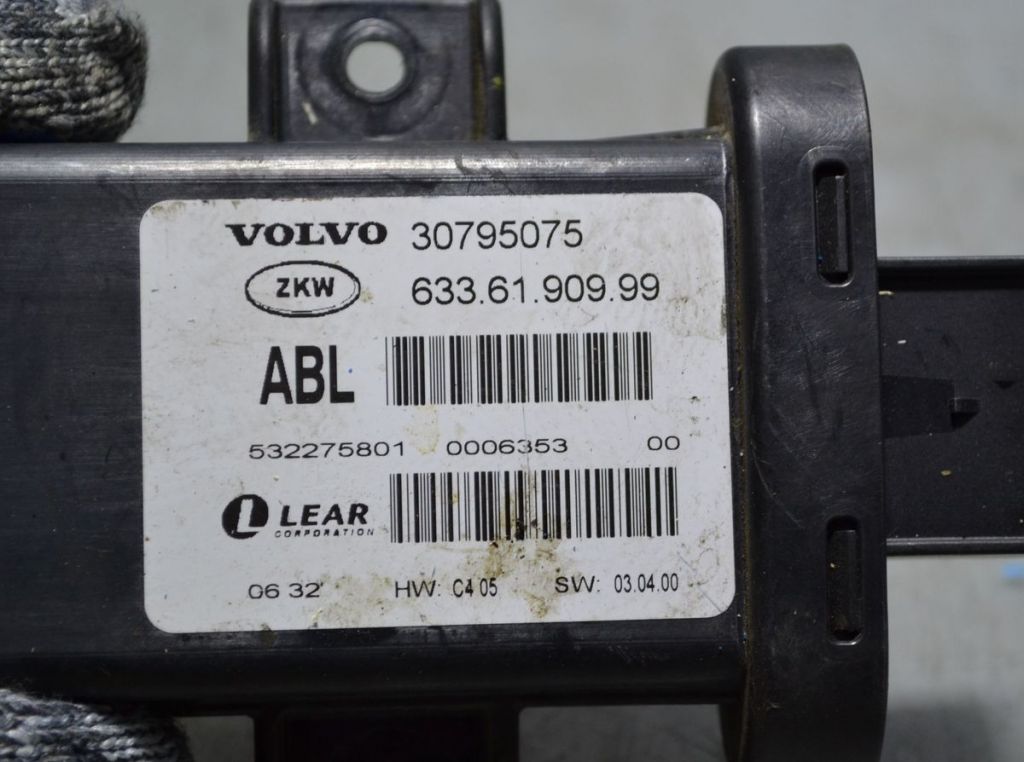 VOLVO 30795075
ZKW 633.61.909.99
ABL
532275801 0006353 00
L LEAR
CORPORATION
06 32 HW: C4 05 SW: 03.04.00